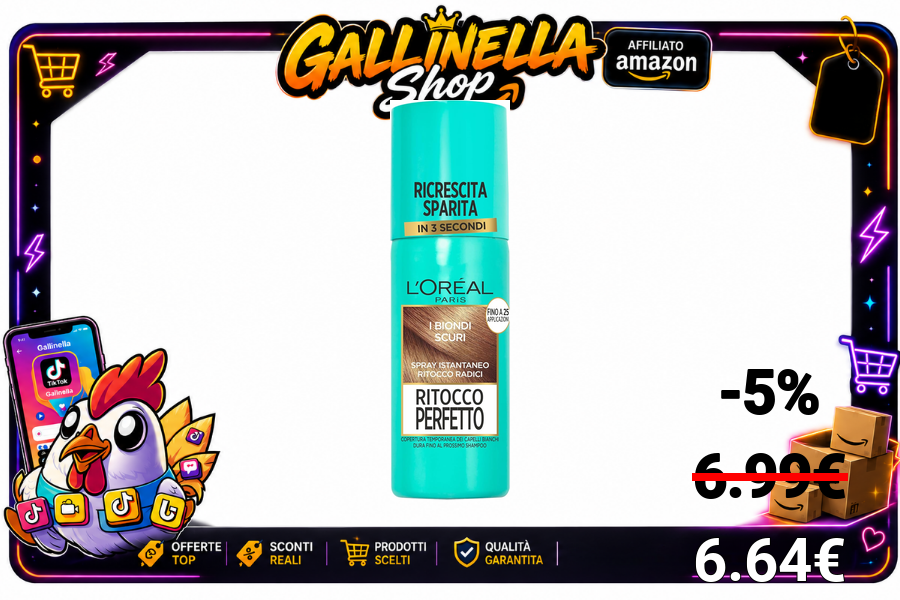 GALLINELLA
Shop
AFFILIATO
amazon
RICRESCITA
SPARITA
IN 3 SECONDI
L'ORÉAL
PARIS
FINO A 25
APPLICAZIONI
I BIONDI
SCURI
SPRAY ISTANTANEO
RITOCCO RADICI
RITOCCO
PERFETTO
COPERTURA TEMPORANEA DEI CAPELLI BIANCHI
DURA FINO AL PROSSIMO SHAMPOO
Gallinella
TikTok
Gallinella
-5%
6.99€
6.64€
OFFERTE
TOP
SCONTI
REALI
PRODOTTI
SCELTI
QUALITÀ
GARANTITA